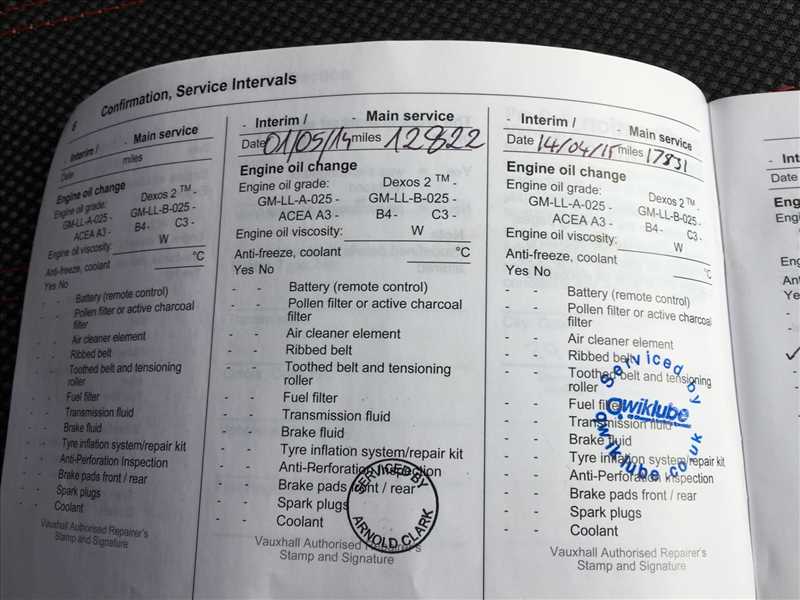 6 Confirmation, Service Intervals
- Interim / - Main service
Date miles
Engine oil change
Engine oil grade: Dexos 2 ™ -
GM-LL-A-025 - GM-LL-B-025 -
ACEA A3 - B4- C3 -
Engine oil viscosity: W
Anti-freeze, coolant °C
Yes No
- - Battery (remote control)
- - Pollen filter or active charcoal
filter
- - Air cleaner element
- - Ribbed belt
- - Toothed belt and tensioning
roller
- - Fuel filter
- - Transmission fluid
- - Brake fluid
- - Tyre inflation system/repair kit
- - Anti-Perforation Inspection
- - Brake pads front / rear
- - Spark plugs
- - Coolant
Vauxhall Authorised Repairer's
Stamp and Signature
- Interim / - Main service
Date 01/05/14 miles 12822
Engine oil change
Engine oil grade: Dexos 2 ™ -
GM-LL-A-025 - GM-LL-B-025 -
ACEA A3 - B4- C3 -
Engine oil viscosity: W
Anti-freeze, coolant °C
Yes No
- - Battery (remote control)
- - Pollen filter or active charcoal
filter
- - Air cleaner element
- - Ribbed belt
- - Toothed belt and tensioning
roller
- - Fuel filter
- - Transmission fluid
- - Brake fluid
- - Tyre inflation system/repair kit
- - Anti-Perforation Inspection
- - Brake pads front / rear
- - Spark plugs
- - Coolant
SERVICED BY
ARNOLD CLARK
Vauxhall Authorised Repairer's
Stamp and Signature
- Interim / - Main service
Date 14/04/15 miles 17831
Engine oil change
Engine oil grade: Dexos 2 ™ -
GM-LL-A-025 - GM-LL-B-025 -
ACEA A3 - B4- C3 -
Engine oil viscosity: W
Anti-freeze, coolant °C
Yes No
- - Battery (remote control)
- - Pollen filter or active charcoal
filter
- - Air cleaner element
- - Ribbed belt
- - Toothed belt and tensioning
roller
- - Fuel filter
- - Transmission fluid
- - Brake fluid
- - Tyre inflation system/repair kit
- - Anti-Perforation Inspection
- - Brake pads front / rear
- - Spark plugs
- - Coolant
Serviced by
Qwiklube
qwiklube.co.uk
Vauxhall Authorised Repairer's
Stamp and Signature
Date